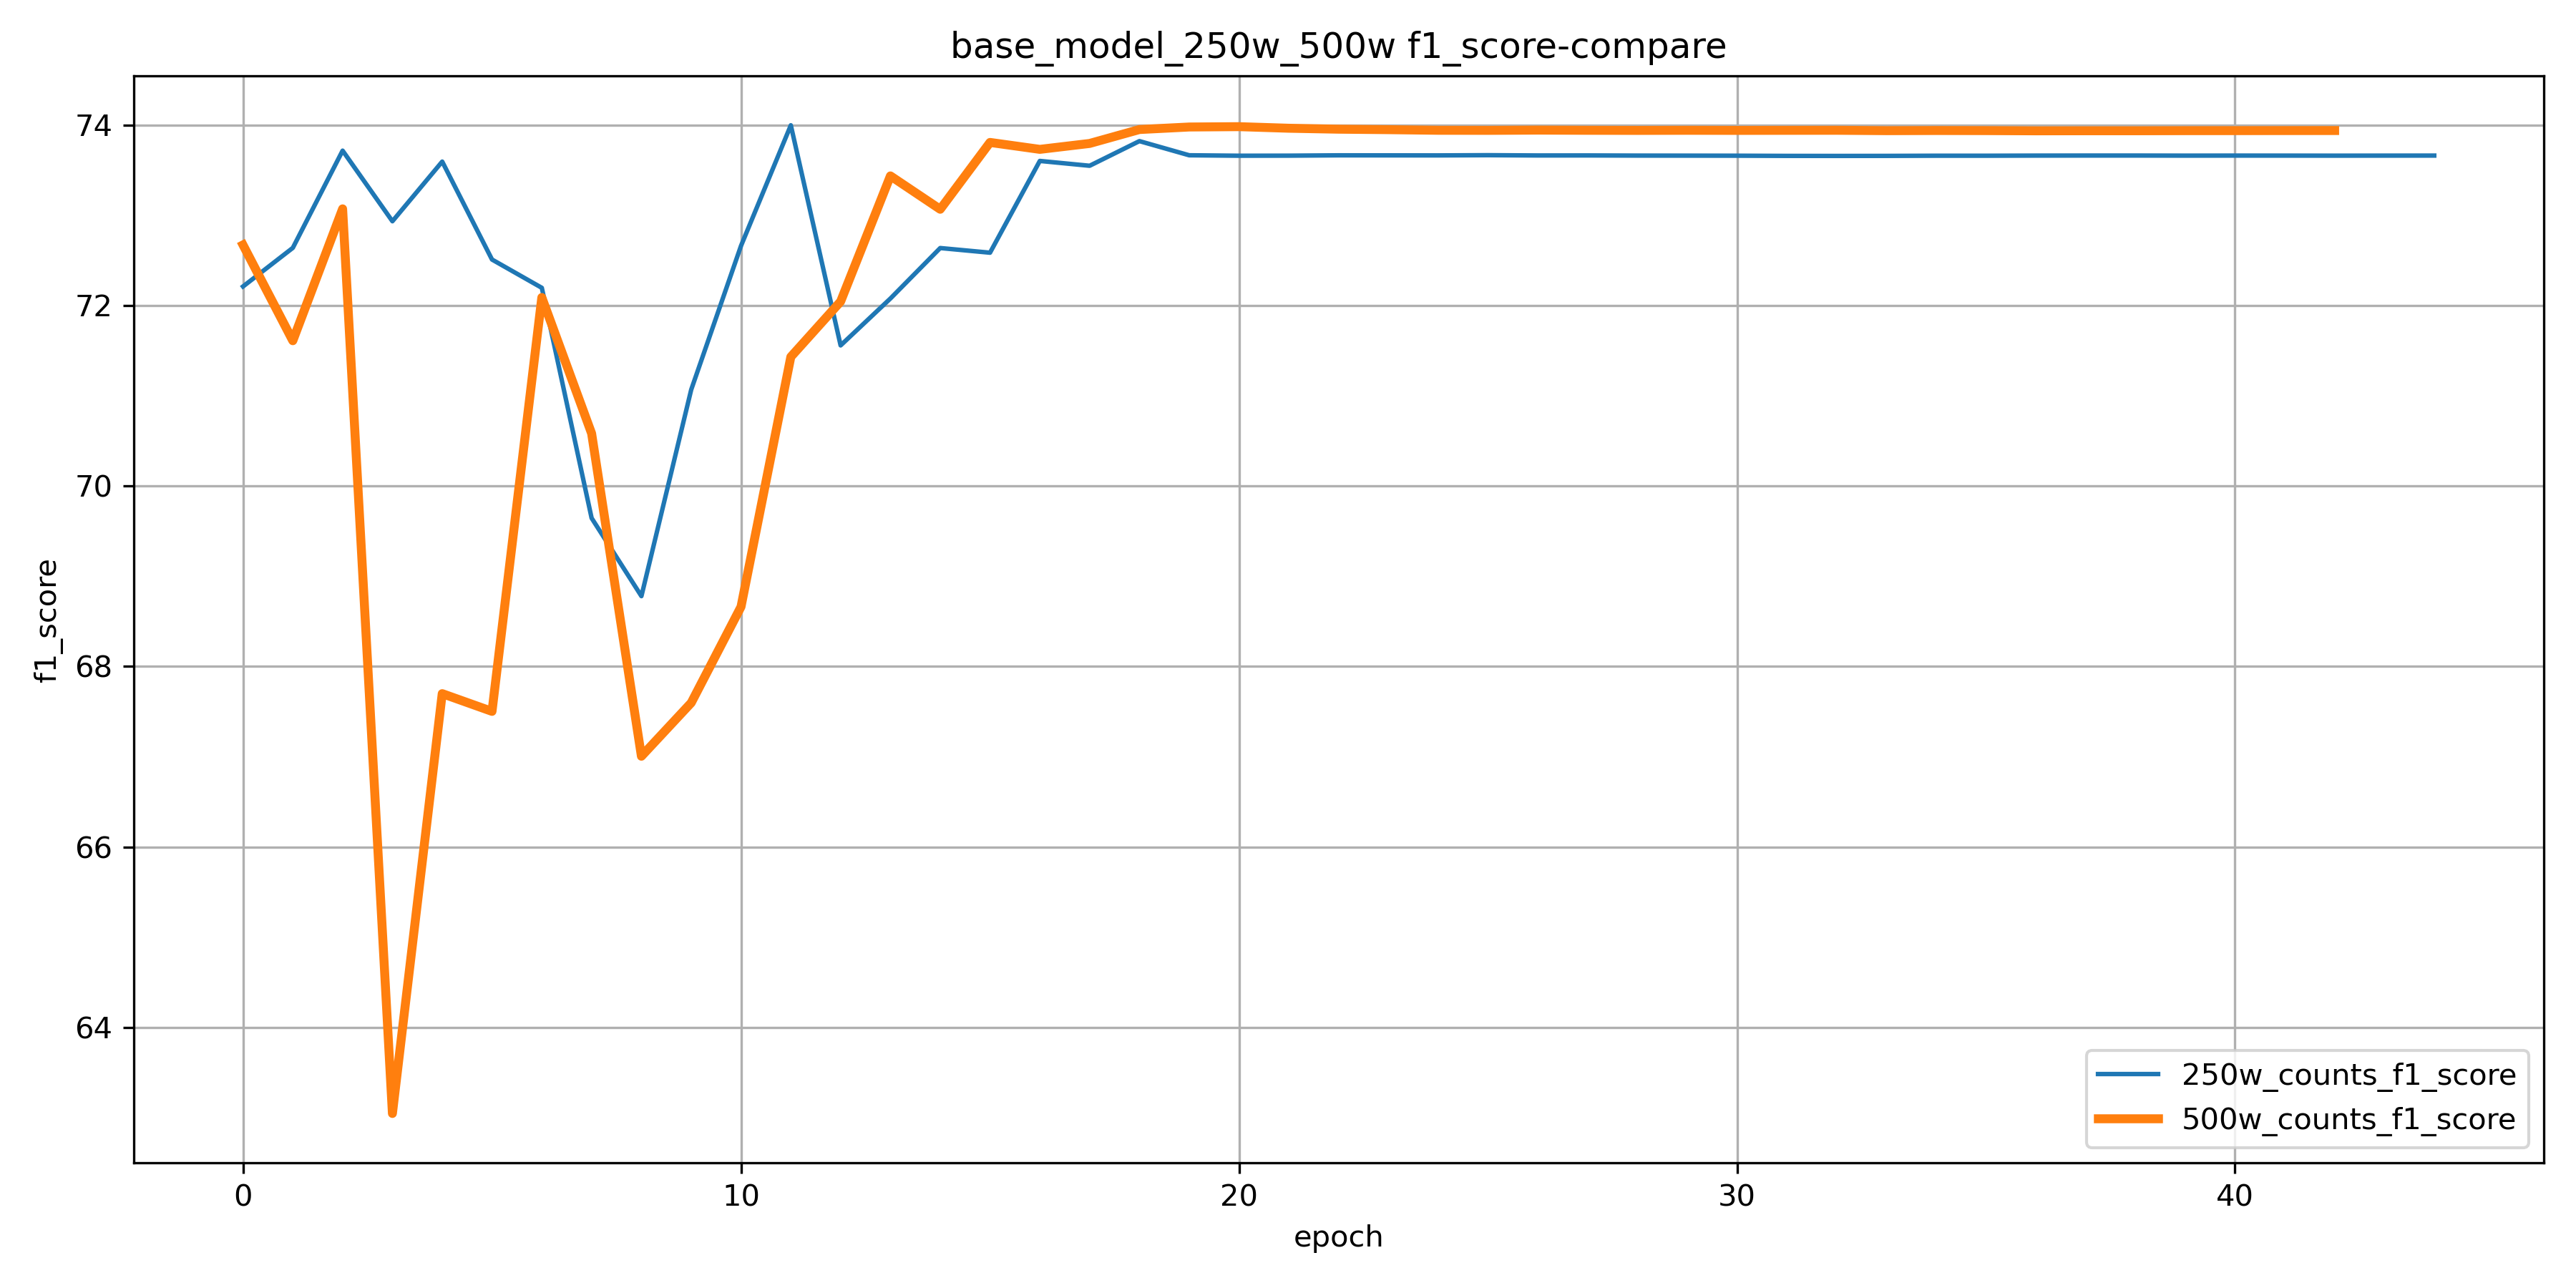 base_model_250w_500w f1_score-compare
f1_score
74
72
70
68
66
64
0 10 20 30 40
epoch
250w_counts_f1_score
500w_counts_f1_score